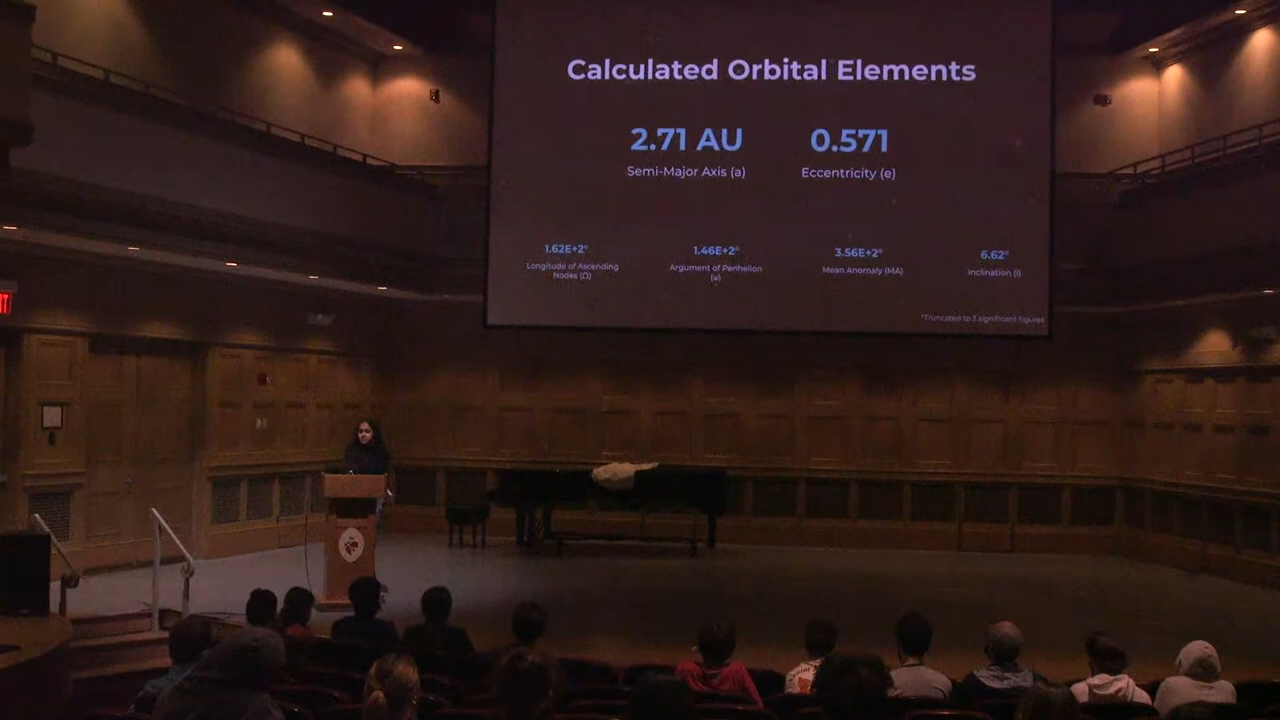 Calculated Orbital Elements
2.71 AU 0.571
Semi-Major Axis (a) Eccentricity (e)
1.62E+2° 1.46E+2° 3.56E+2° 6.62°
Longitude of Ascending Argument of Perihelion Mean Anomaly (MA) Inclination (i)
Nodes (Ω) (ω)
*Truncated to 3 significant figures